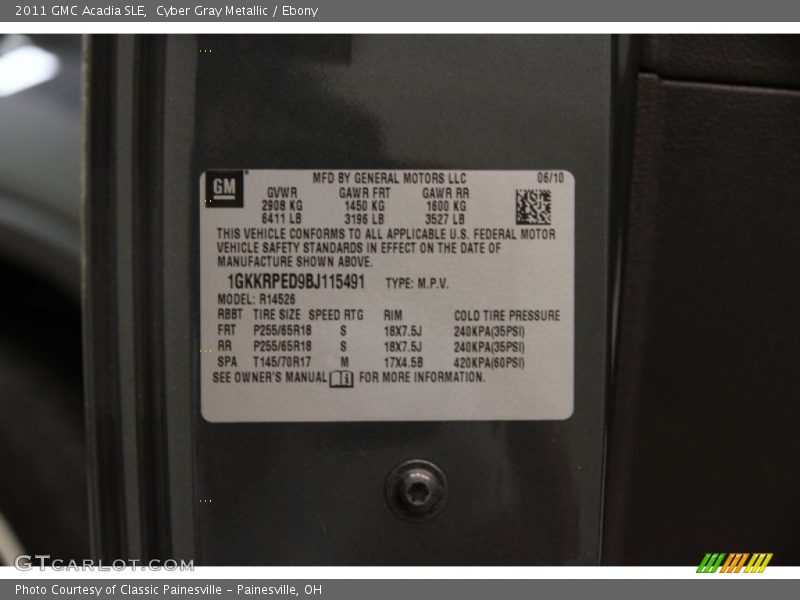 2011 GMC Acadia SLE, Cyber Gray Metallic / Ebony
GM MFD BY GENERAL MOTORS LLC 06/10
GVWR GAWR FRT GAWR RR
2908 KG 1450 KG 1600 KG
6411 LB 3196 LB 3527 LB
THIS VEHICLE CONFORMS TO ALL APPLICABLE U.S. FEDERAL MOTOR
VEHICLE SAFETY STANDARDS IN EFFECT ON THE DATE OF
MANUFACTURE SHOWN ABOVE.
1GKKRPED9BJ115491 TYPE: M.P.V.
MODEL: R14526
RBBT TIRE SIZE SPEED RTG RIM COLD TIRE PRESSURE
FRT P255/65R18 S 18X7.5J 240KPA(35PSI)
RR P255/65R18 S 18X7.5J 240KPA(35PSI)
SPA T145/70R17 M 17X4.5B 420KPA(60PSI)
SEE OWNER'S MANUAL FOR MORE INFORMATION.
GTCARLOT.COM
Photo Courtesy of Classic Painesville - Painesville, OH